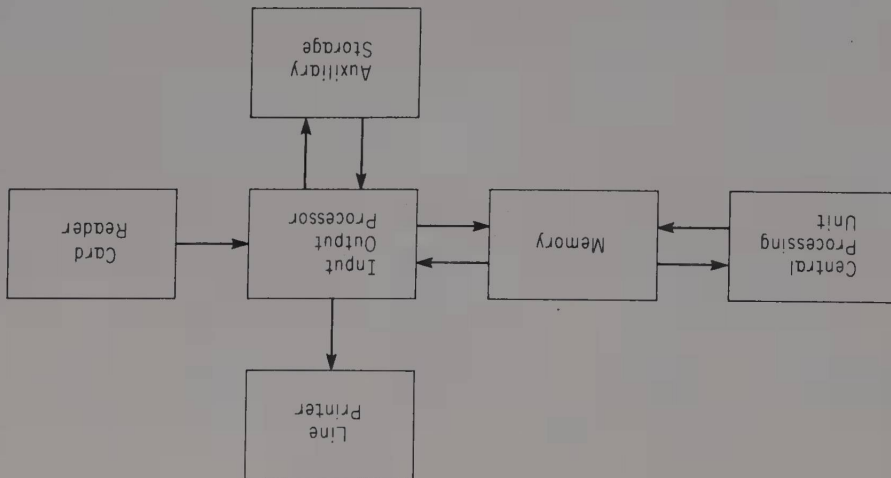 Line
Printer
Central
Processing
Unit
Memory
Input
Output
Processor
Card
Reader
Auxiliary
Storage